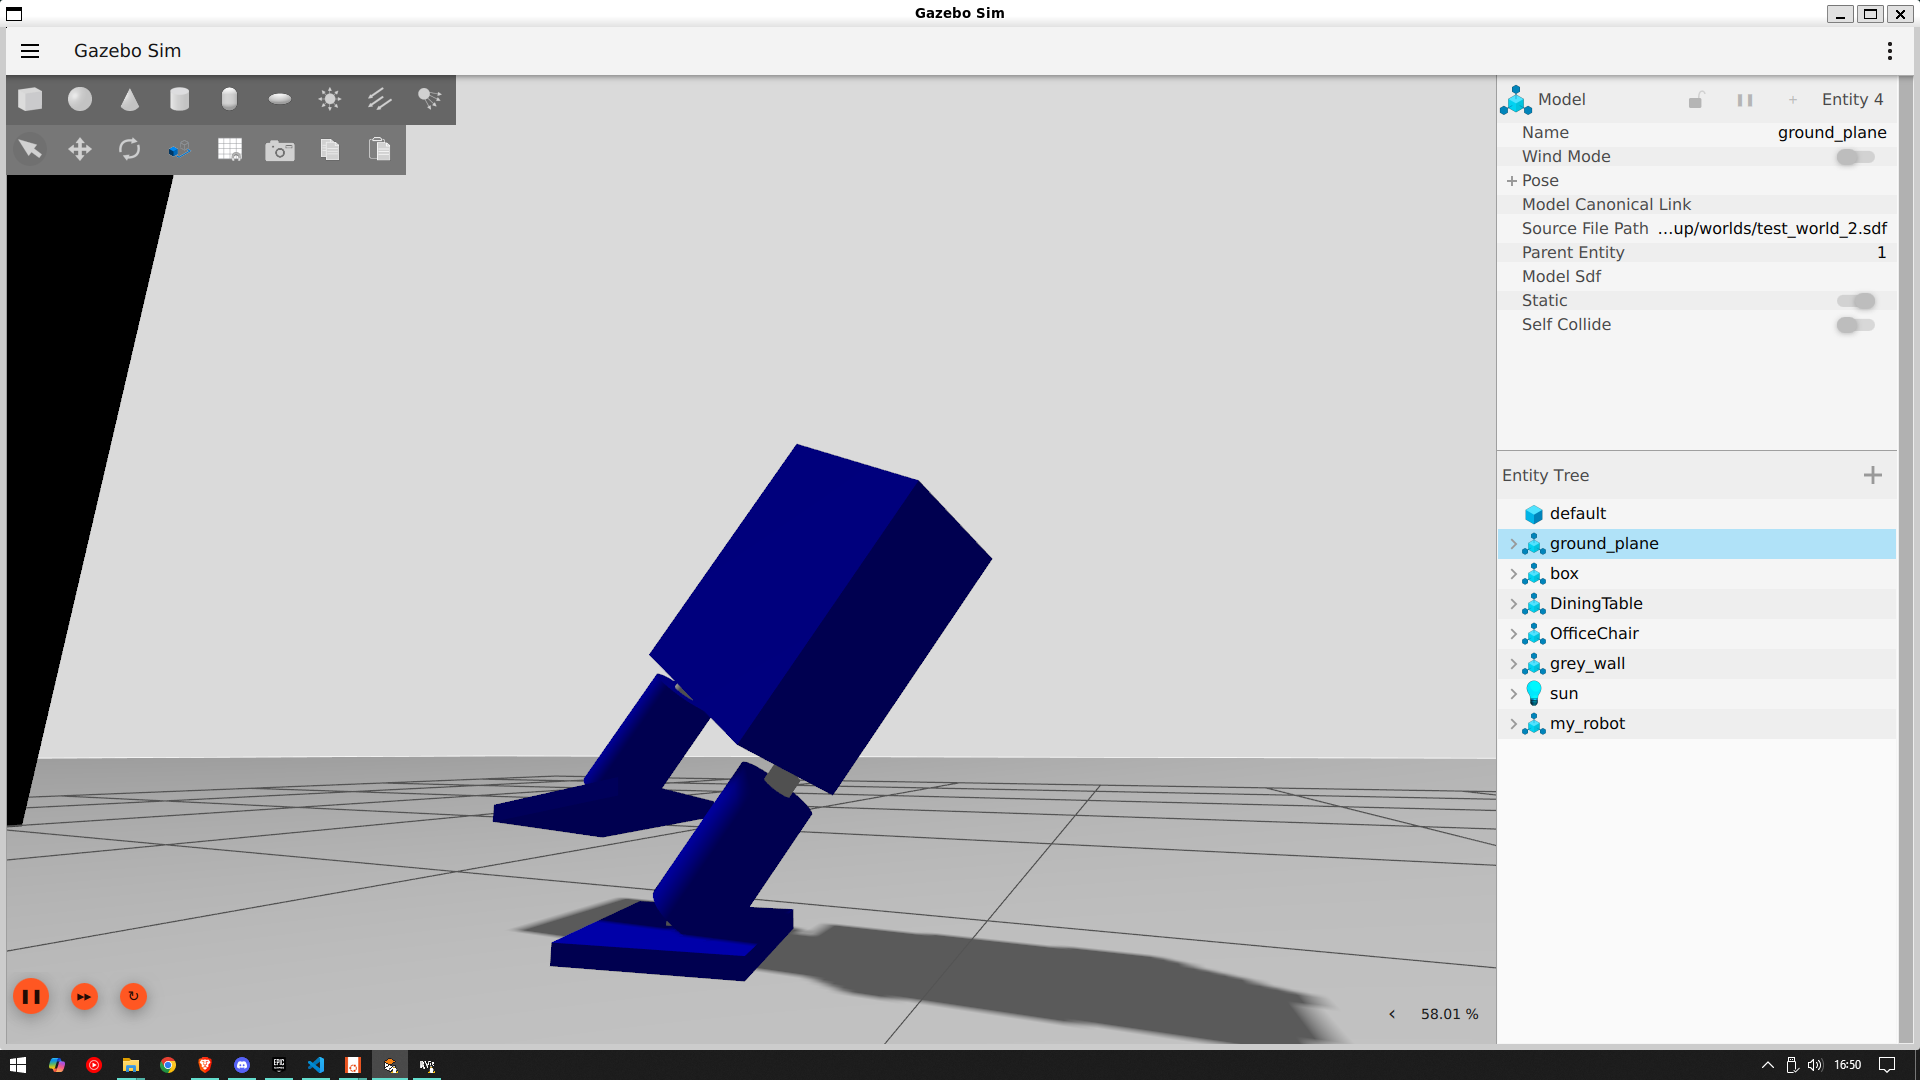 Gazebo Sim
Gazebo Sim
Model
Entity 4
Name
ground_plane
Wind Mode
Pose
Model Canonical Link
Source File Path
...up/worlds/test_world_2.sdf
Parent Entity
1
Model Sdf
Static
Self Collide
Entity Tree
default
ground_plane
box
DiningTable
OfficeChair
grey_wall
sun
my_robot
58.01 %
EPIC
16:50